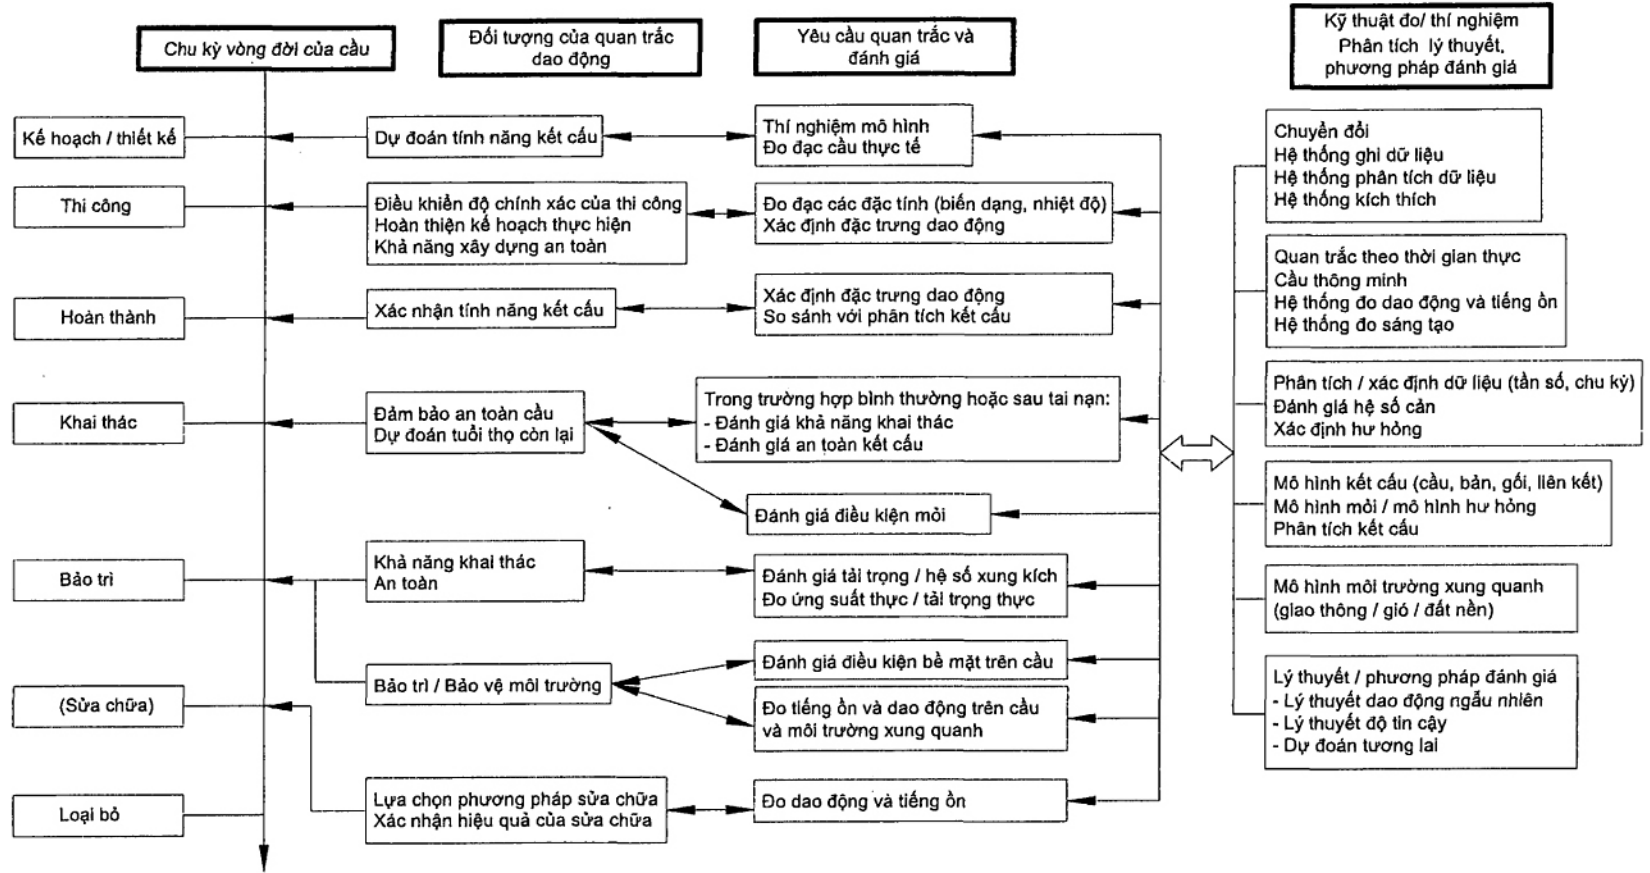 Chu kỳ vòng đời của cầu
Đối tượng của quan trắc
dao động
Yêu cầu quan trắc và
đánh giá
Kỹ thuật đo/ thí nghiệm
Phân tích lý thuyết,
phương pháp đánh giá
Kế hoạch / thiết kế
Dự đoán tính năng kết cấu
Thí nghiệm mô hình
Đo đạc cầu thực tế
Thi công
Điều khiển độ chính xác của thi công
Hoàn thiện kế hoạch thực hiện
Khả năng xây dựng an toàn
Đo đạc các đặc tính (biến dạng, nhiệt độ)
Xác định đặc trưng dao động
Hoàn thành
Xác nhận tính năng kết cấu
Xác định đặc trưng dao động
So sánh với phân tích kết cấu
Khai thác
Đảm bảo an toàn cầu
Dự đoán tuổi thọ còn lại
Trong trường hợp bình thường hoặc sau tai nạn:
- Đánh giá khả năng khai thác
- Đánh giá an toàn kết cấu
Đánh giá điều kiện mỏi
Bảo trì
Khả năng khai thác
An toàn
Đánh giá tải trọng / hệ số xung kích
Đo ứng suất thực / tải trọng thực
Bảo trì / Bảo vệ môi trường
Đánh giá điều kiện bề mặt trên cầu
Đo tiếng ồn và dao động trên cầu
và môi trường xung quanh
(Sửa chữa)
Lựa chọn phương pháp sửa chữa
Xác nhận hiệu quả của sửa chữa
Đo dao động và tiếng ồn
Loại bỏ
Chuyển đổi
Hệ thống ghi dữ liệu
Hệ thống phân tích dữ liệu
Hệ thống kích thích
Quan trắc theo thời gian thực
Cầu thông minh
Hệ thống đo dao động và tiếng ồn
Hệ thống đo sáng tạo
Phân tích / xác định dữ liệu (tần số, chu kỳ)
Đánh giá hệ số cản
Xác định hư hỏng
Mô hình kết cấu (cầu, bản, gối, liên kết)
Mô hình mỏi / mô hình hư hỏng
Phân tích kết cấu
Mô hình môi trường xung quanh
(giao thông / gió / đất nền)
Lý thuyết / phương pháp đánh giá
- Lý thuyết dao động ngẫu nhiên
- Lý thuyết độ tin cậy
- Dự đoán tương lai